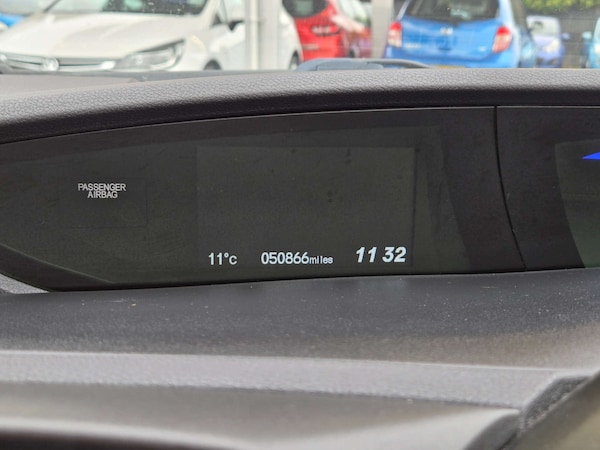 PASSENGER
AIRBAG
11°C 050866miles 11 32